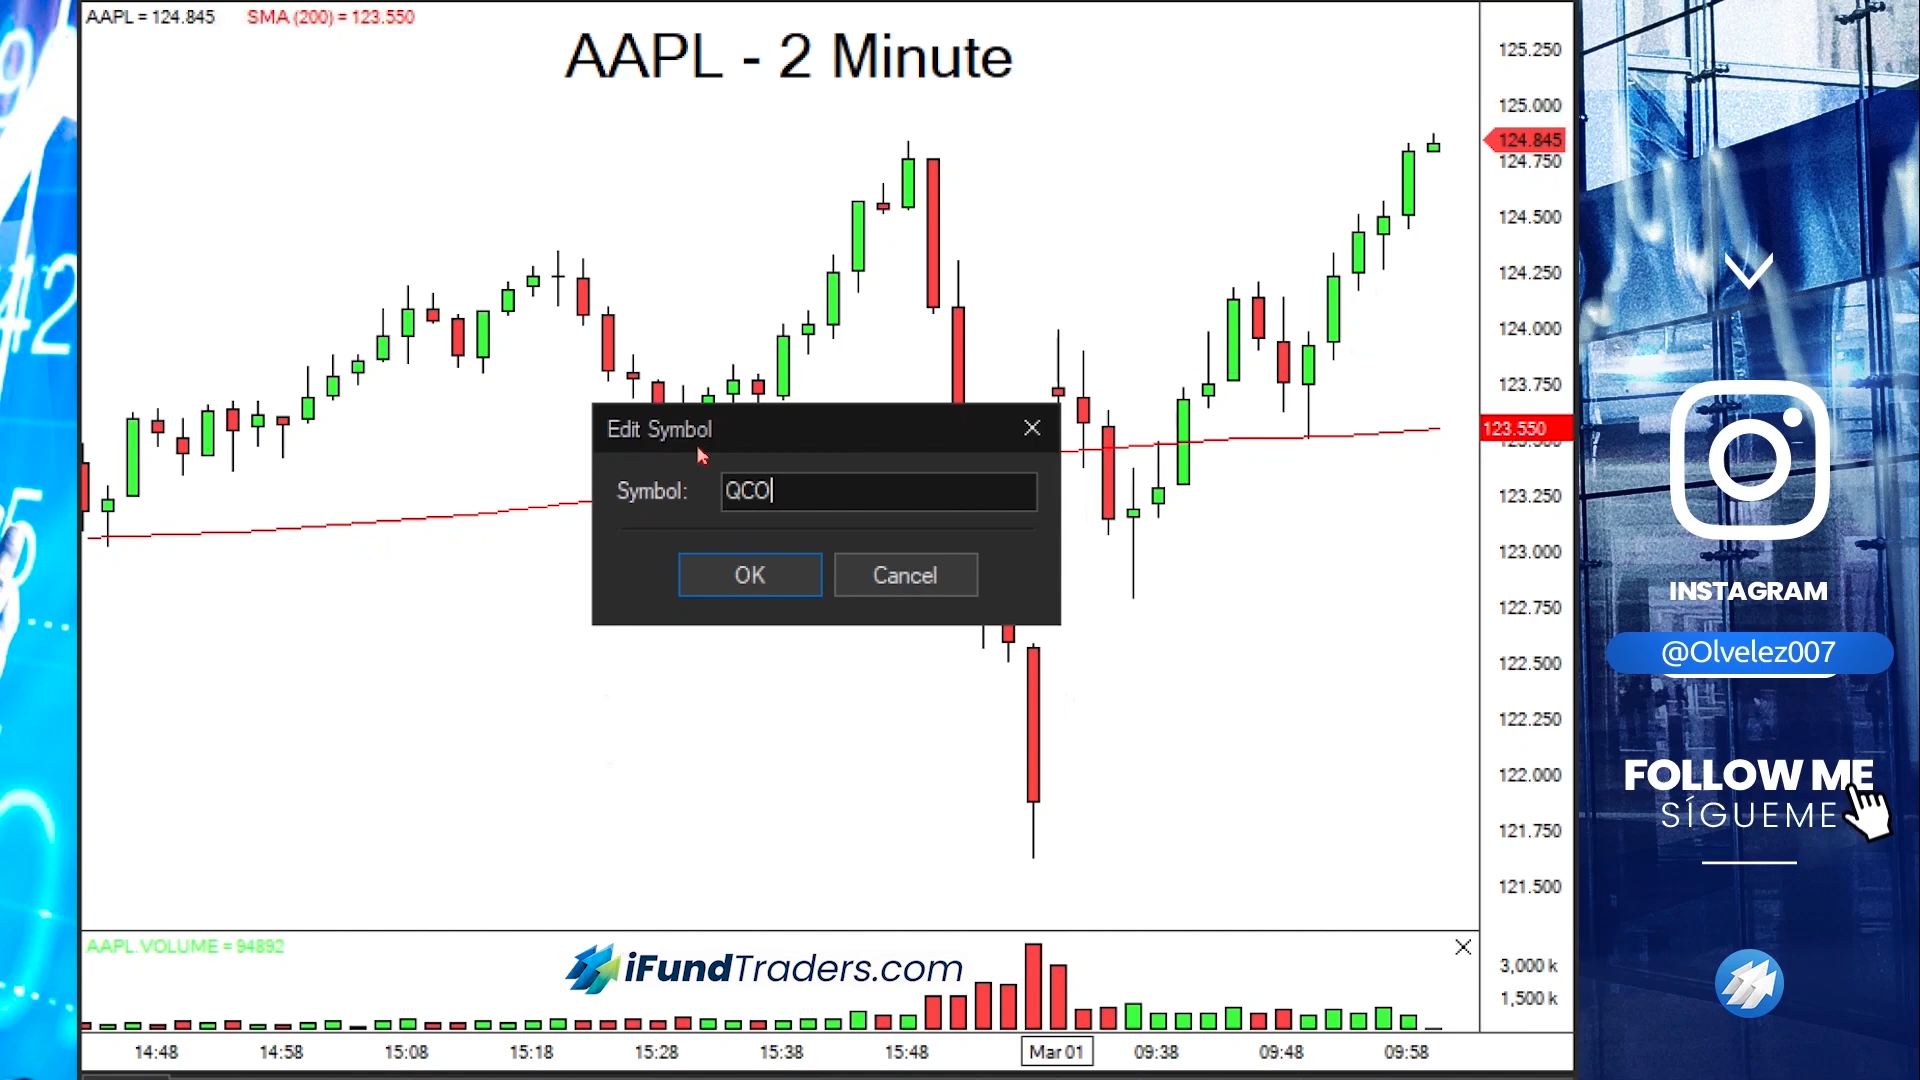 AAPL = 124.845 SMA (200) = 123.550
AAPL - 2 Minute
125.250
125.000
124.845
124.750
124.500
124.250
124.000
123.750
123.550
123.250
123.000
122.750
122.500
122.250
122.000
121.750
121.500
Edit Symbol
Symbol: QCO
OK Cancel
AAPL.VOLUME = 94892
iFundTraders.com
3,000 k
1,500 k
14:48 14:58 15:08 15:18 15:28 15:38 15:48 Mar 01 09:38 09:48 09:58
INSTAGRAM
@Olvelez007
FOLLOW ME
SÍGUEME